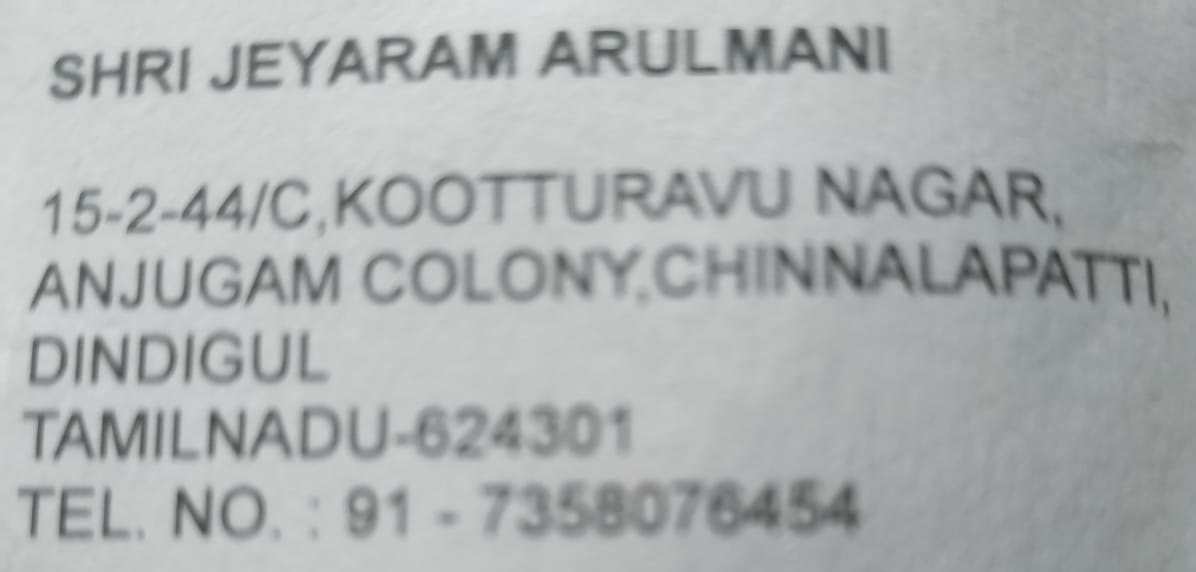 SHRI JEYARAM ARULMANI
15-2-44/C,KOOTTURAVU NAGAR,
ANJUGAM COLONY,CHINNALAPATTI,
DINDIGUL
TAMILNADU-624301
TEL. NO. : 91 - 7358076454